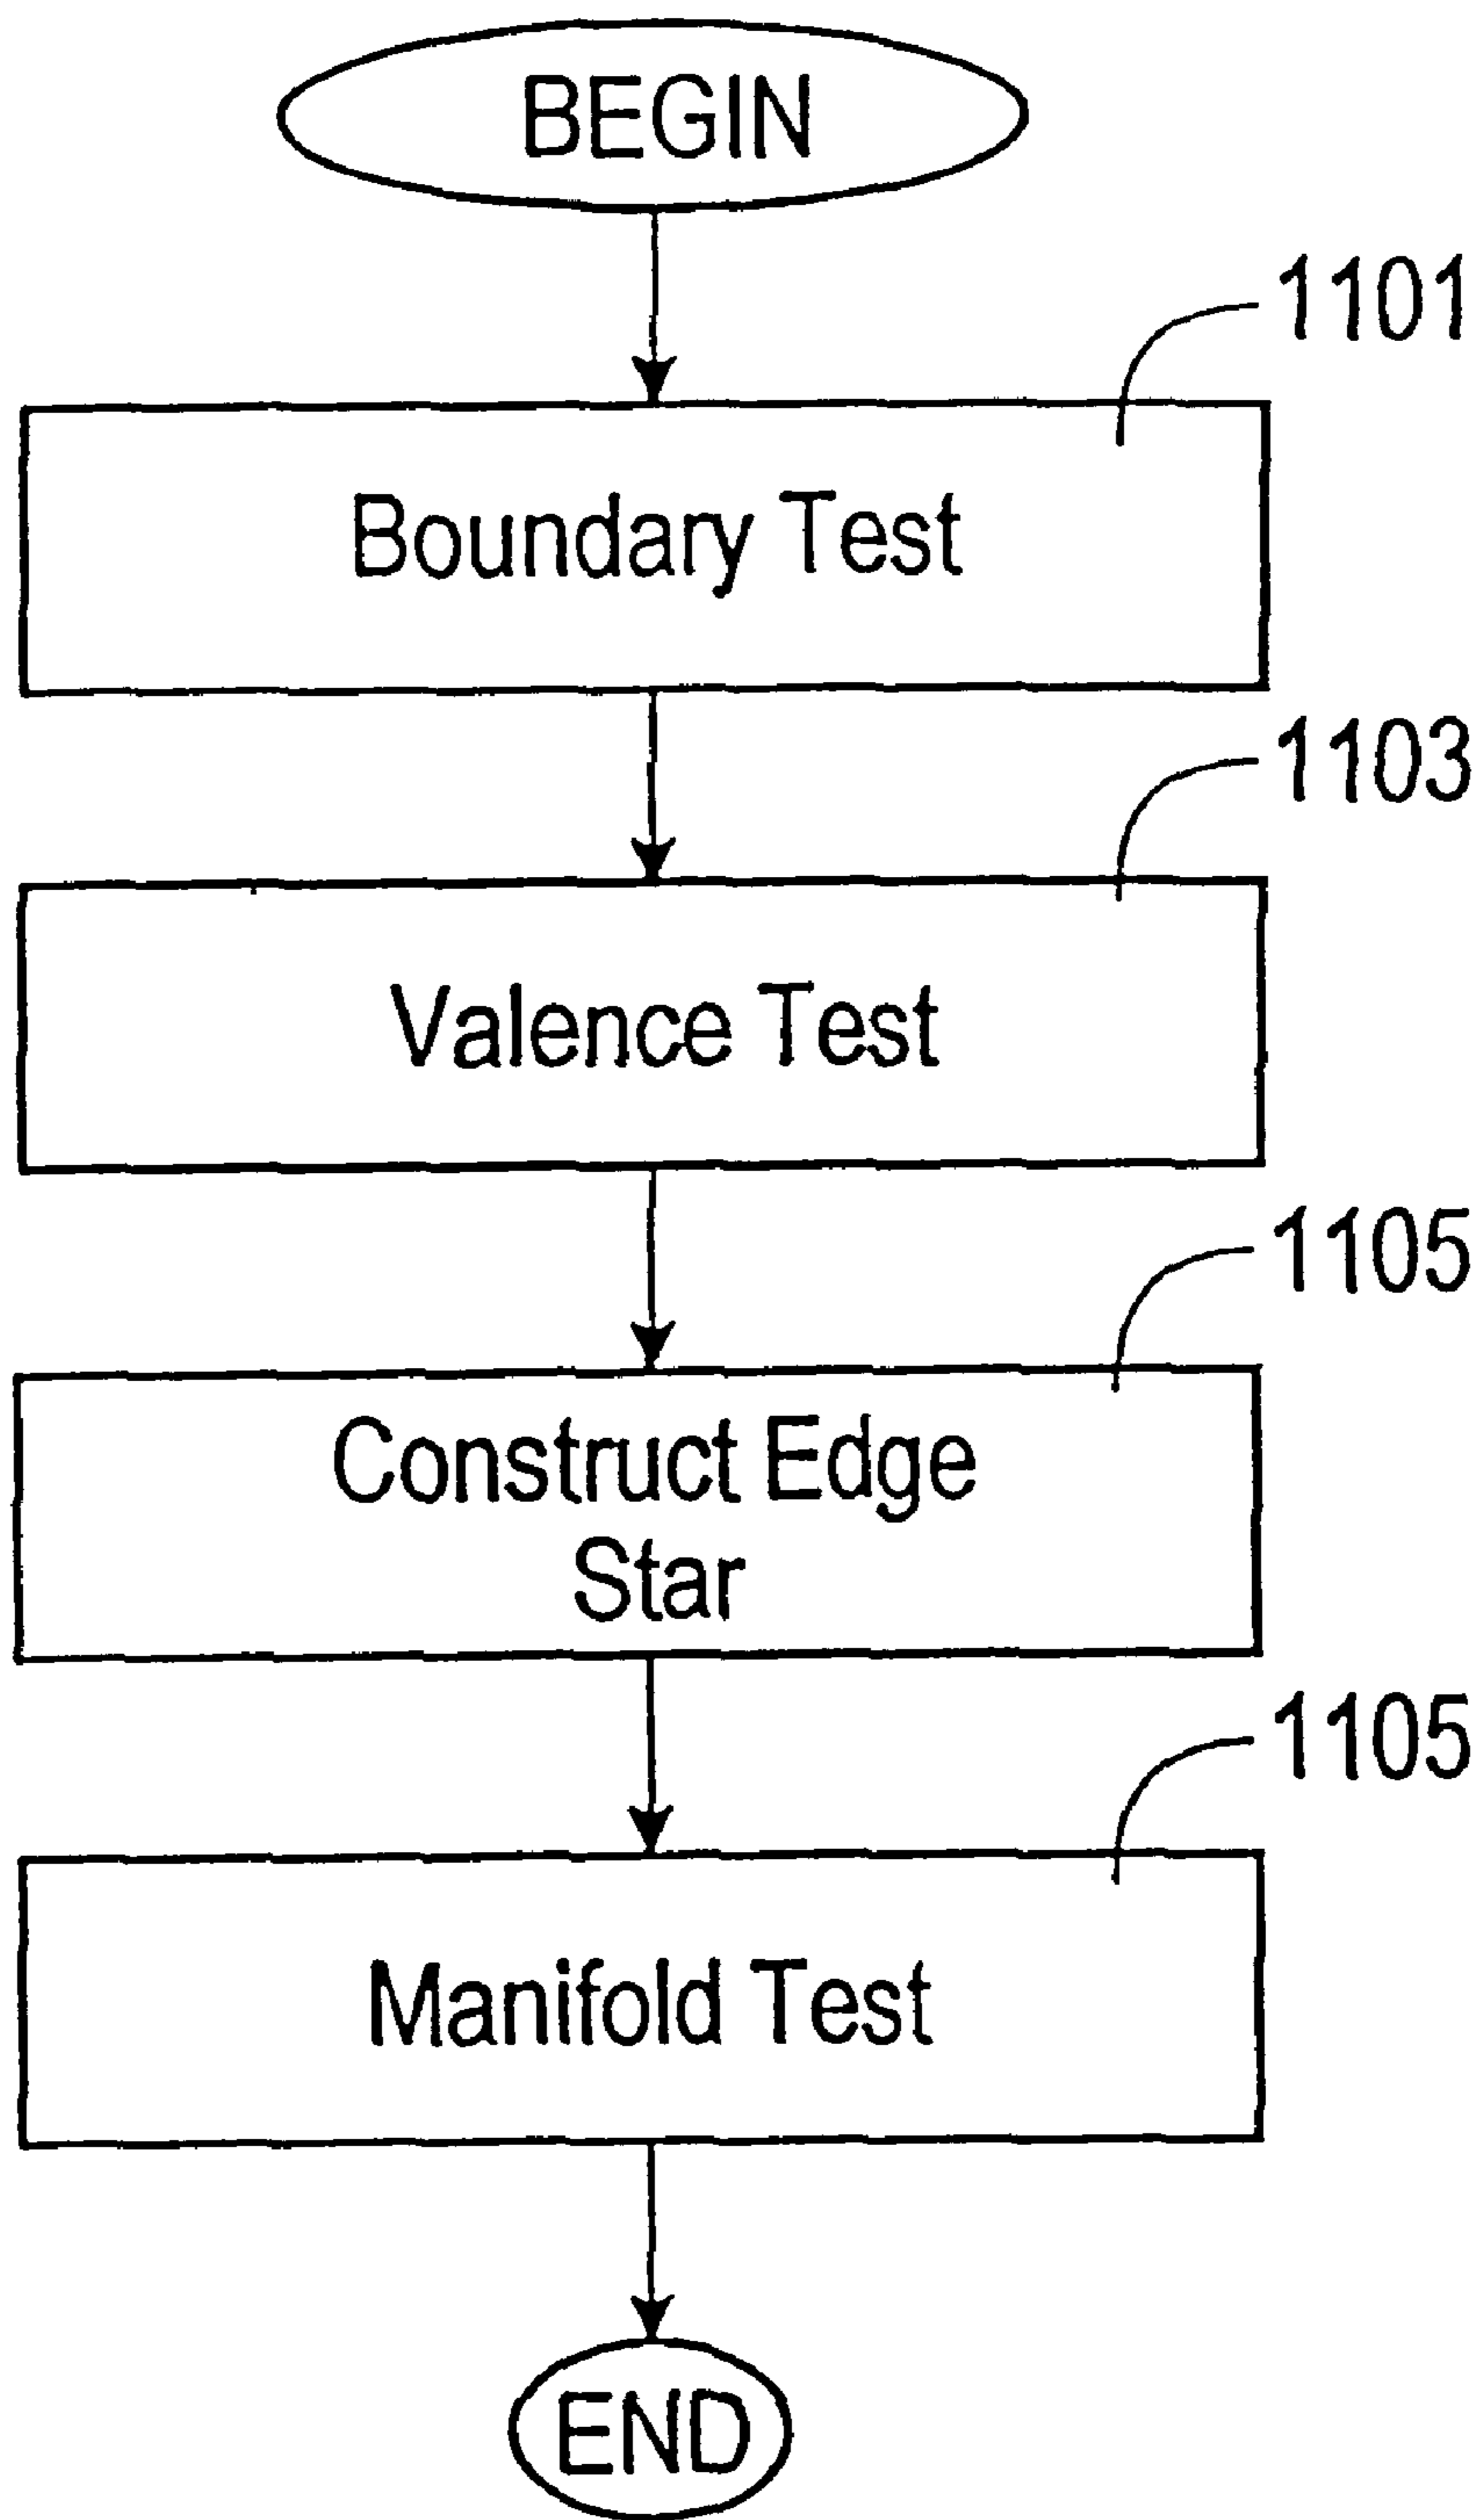 BEGIN
1101
Boundary Test
1103
Valence Test
1105
Construct Edge
Star
1105
Manifold Test
END